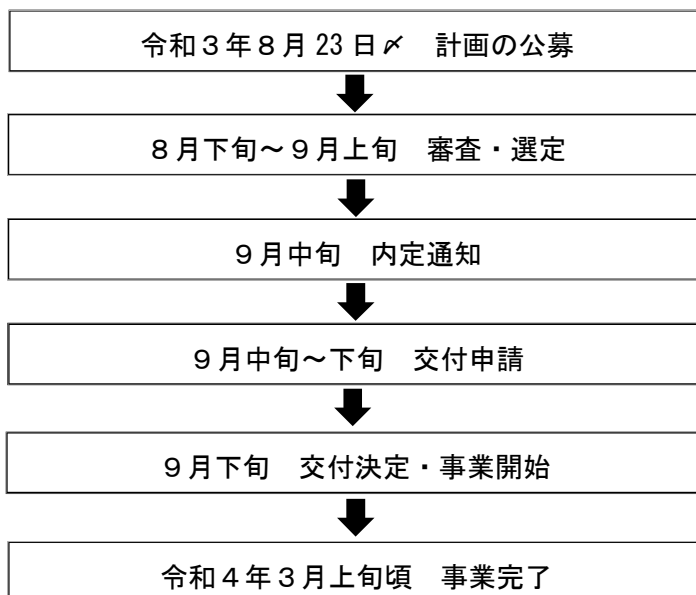 令和３年８月 23 日〆　計画の公募
８月下旬～９月上旬　審査・選定
９月中旬　内定通知
９月中旬～下旬　交付申請
９月下旬　交付決定・事業開始
令和４年３月上旬頃　事業完了